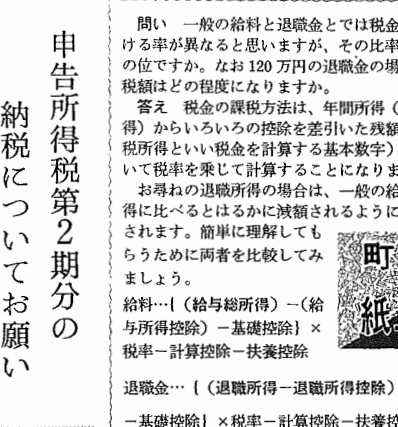 申告所得税第2期分の
納税についてお願い
問い 一般の給料と退職金とでは税金
ける率が異なると思いますが、その比率
の位ですか。なお120万円の退職金の場
税額はどの程度になりますか。
答え 税金の課税方法は、年間所得(
得)からいろいろの控除を差引いた残額
税所得といい税金を計算する基本数字)
いて税率を乗じて計算することになりま
お尋ねの退職所得の場合は、一般の給
得に比べるとはるかに減額されるように
されます。簡単に理解しても
らうために両者を比較してみ
ましょう。
給料…{(給与総所得)-(給
与所得控除)-基礎控除}×
税率-計算控除-扶養控除
退職金…{(退職所得-退職所得控除)
-基礎控除}×税率-計算控除-扶養控
町
紙